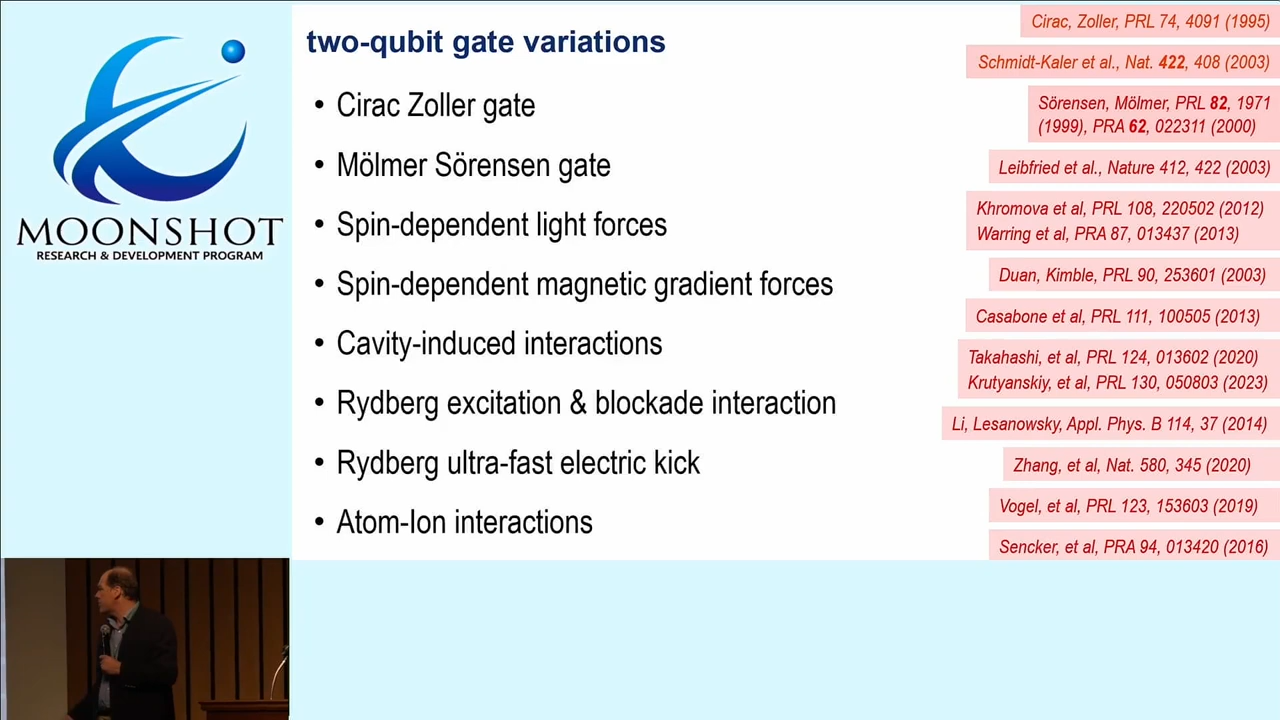 MOONSHOT
RESEARCH & DEVELOPMENT PROGRAM
two-qubit gate variations
• Cirac Zoller gate
• Mölmer Sörensen gate
• Spin-dependent light forces
• Spin-dependent magnetic gradient forces
• Cavity-induced interactions
• Rydberg excitation & blockade interaction
• Rydberg ultra-fast electric kick
• Atom-Ion interactions
Cirac, Zoller, PRL 74, 4091 (1995)
Schmidt-Kaler et al., Nat. 422, 408 (2003)
Sörensen, Mölmer, PRL 82, 1971
(1999), PRA 62, 022311 (2000)
Leibfried et al., Nature 412, 422 (2003)
Khromova et al, PRL 108, 220502 (2012)
Warring et al, PRA 87, 013437 (2013)
Duan, Kimble, PRL 90, 253601 (2003)
Casabone et al, PRL 111, 100505 (2013)
Takahashi, et al, PRL 124, 013602 (2020)
Krutyanskiy, et al, PRL 130, 050803 (2023)
Li, Lesanowsky, Appl. Phys. B 114, 37 (2014)
Zhang, et al, Nat. 580, 345 (2020)
Vogel, et al, PRL 123, 153603 (2019)
Sencker, et al, PRA 94, 013420 (2016)